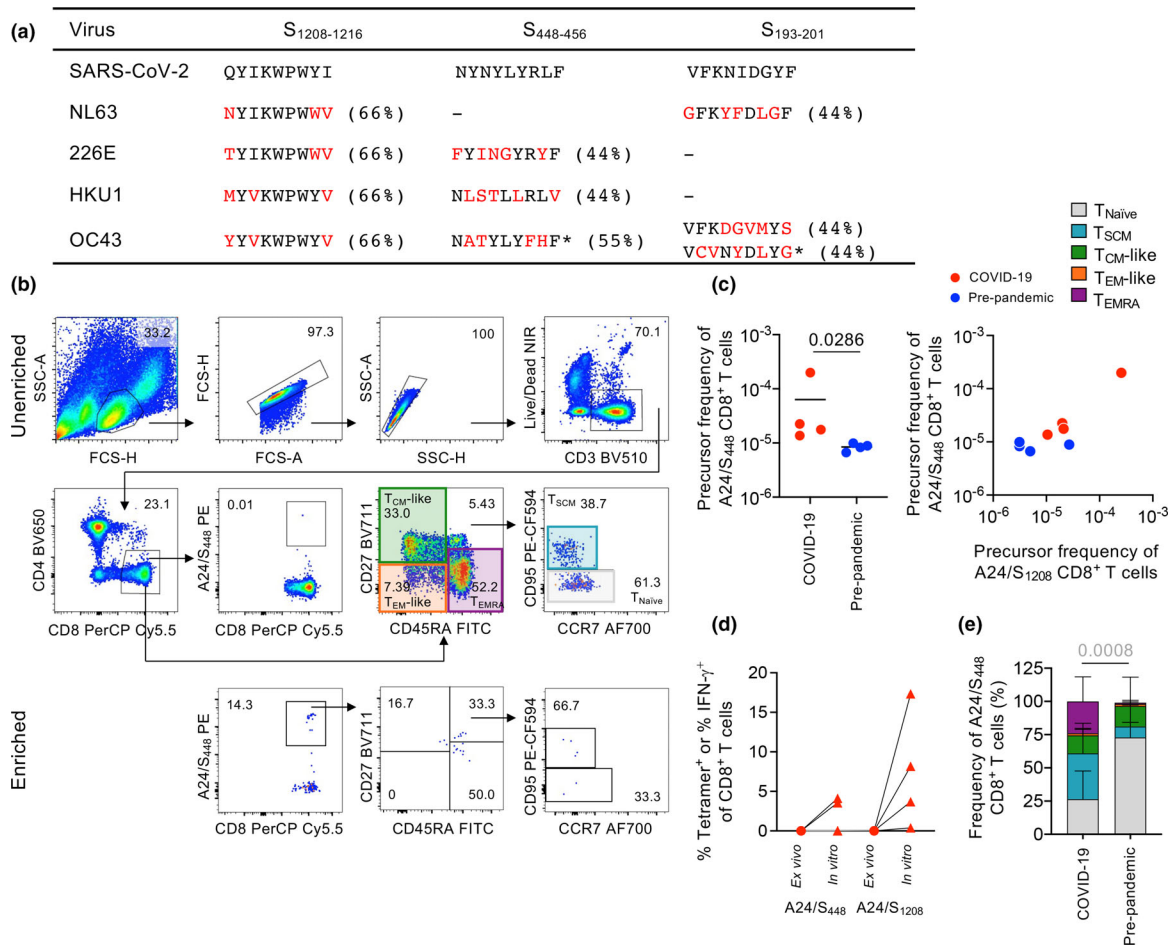 (a)
Virus S1208-1216 S448-456 S193-201
SARS-CoV-2 QYIKWPWYI NYNYLYRLF VFKNIDGYF
NL63 NYIKWPWWV (66%) – GFKYFDLGF (44%)
226E TYIKWPWWV (66%) FYINGYRYF (44%) –
HKU1 MYVKWPWYV (66%) NLSTLLRLV (44%) –
OC43 YYVKWPWYV (66%) NATYLYFHF* (55%) VFKDGVMYS (44%)
VCVNYDLYG* (44%)
TNaïve
TSCM
TCM-like
TEM-like
TEMRA
(b)
Unenriched
33.2
SSC-A
FCS-H
97.3
FCS-H
FCS-A
100
SSC-A
SSC-H
70.1
Live/Dead NIR
CD3 BV510
23.1
CD4 BV650
CD8 PerCP Cy5.5
0.01
A24/S448 PE
CD8 PerCP Cy5.5
TCM-like
33.0
5.43
7.39
TEM-like
52.2
TEMRA
CD27 BV711
CD45RA FITC
TSCM 38.7
61.3
TNaïve
CD95 PE-CF594
CCR7 AF700
Enriched
14.3
A24/S448 PE
CD8 PerCP Cy5.5
16.7 33.3
0 50.0
CD27 BV711
CD45RA FITC
66.7
33.3
CD95 PE-CF594
CCR7 AF700
(c)
COVID-19
Pre-pandemic
Precursor frequency of
A24/S448 CD8+ T cells
10-3
10-4
10-5
10-6
0.0286
COVID-19
Pre-pandemic
Precursor frequency of
A24/S448 CD8+ T cells
10-3
10-4
10-5
10-6
10-6 10-5 10-4 10-3
Precursor frequency of
A24/S1208 CD8+ T cells
(d)
% Tetramer+ or % IFN-γ+
of CD8+ T cells
20
15
10
5
0
Ex vivo
In vitro
Ex vivo
In vitro
A24/S448 A24/S1208
(e)
Frequency of A24/S448
CD8+ T cells (%)
0.0008
125
100
75
50
25
0
COVID-19
Pre-pandemic